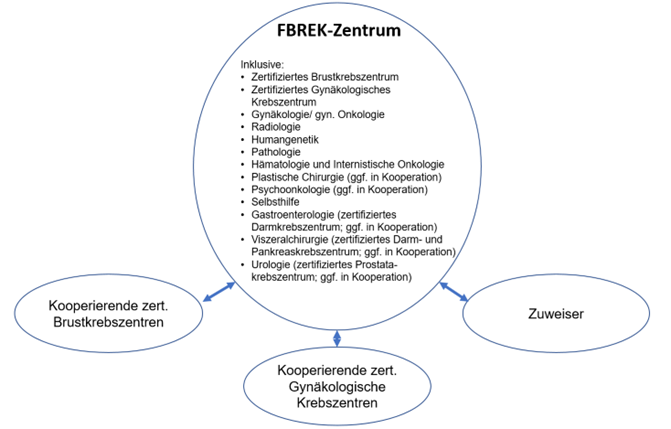 FBREK-Zentrum
Inklusive:
• Zertifiziertes Brustkrebszentrum
• Zertifiziertes Gynäkologisches
Krebszentrum
• Gynäkologie/ gyn. Onkologie
• Radiologie
• Humangenetik
• Pathologie
• Hämatologie und Internistische Onkologie
• Plastische Chirurgie (ggf. in Kooperation)
• Psychoonkologie (ggf. in Kooperation)
• Selbsthilfe
• Gastroenterologie (zertifiziertes
Darmkrebszentrum; ggf. in Kooperation)
• Viszeralchirurgie (zertifiziertes Darm- und
Pankreaskrebszentrum; ggf. in Kooperation)
• Urologie (zertifiziertes Prostata-
krebszentrum; ggf. in Kooperation)
Kooperierende zert.
Brustkrebszentren
Zuweiser
Kooperierende zert.
Gynäkologische
Krebszentren